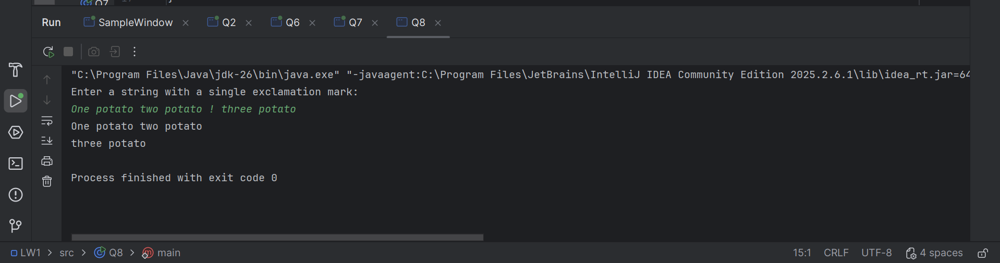 Q7
Run SampleWindow Q2 Q6 Q7 Q8
"C:\Program Files\Java\jdk-26\bin\java.exe" "-javaagent:C:\Program Files\JetBrains\IntelliJ IDEA Community Edition 2025.2.6.1\lib\idea_rt.jar=64
Enter a string with a single exclamation mark:
One potato two potato ! three potato
One potato two potato
three potato
Process finished with exit code 0
LW1 > src > Q8 > main 15:1 CRLF UTF-8 4 spaces